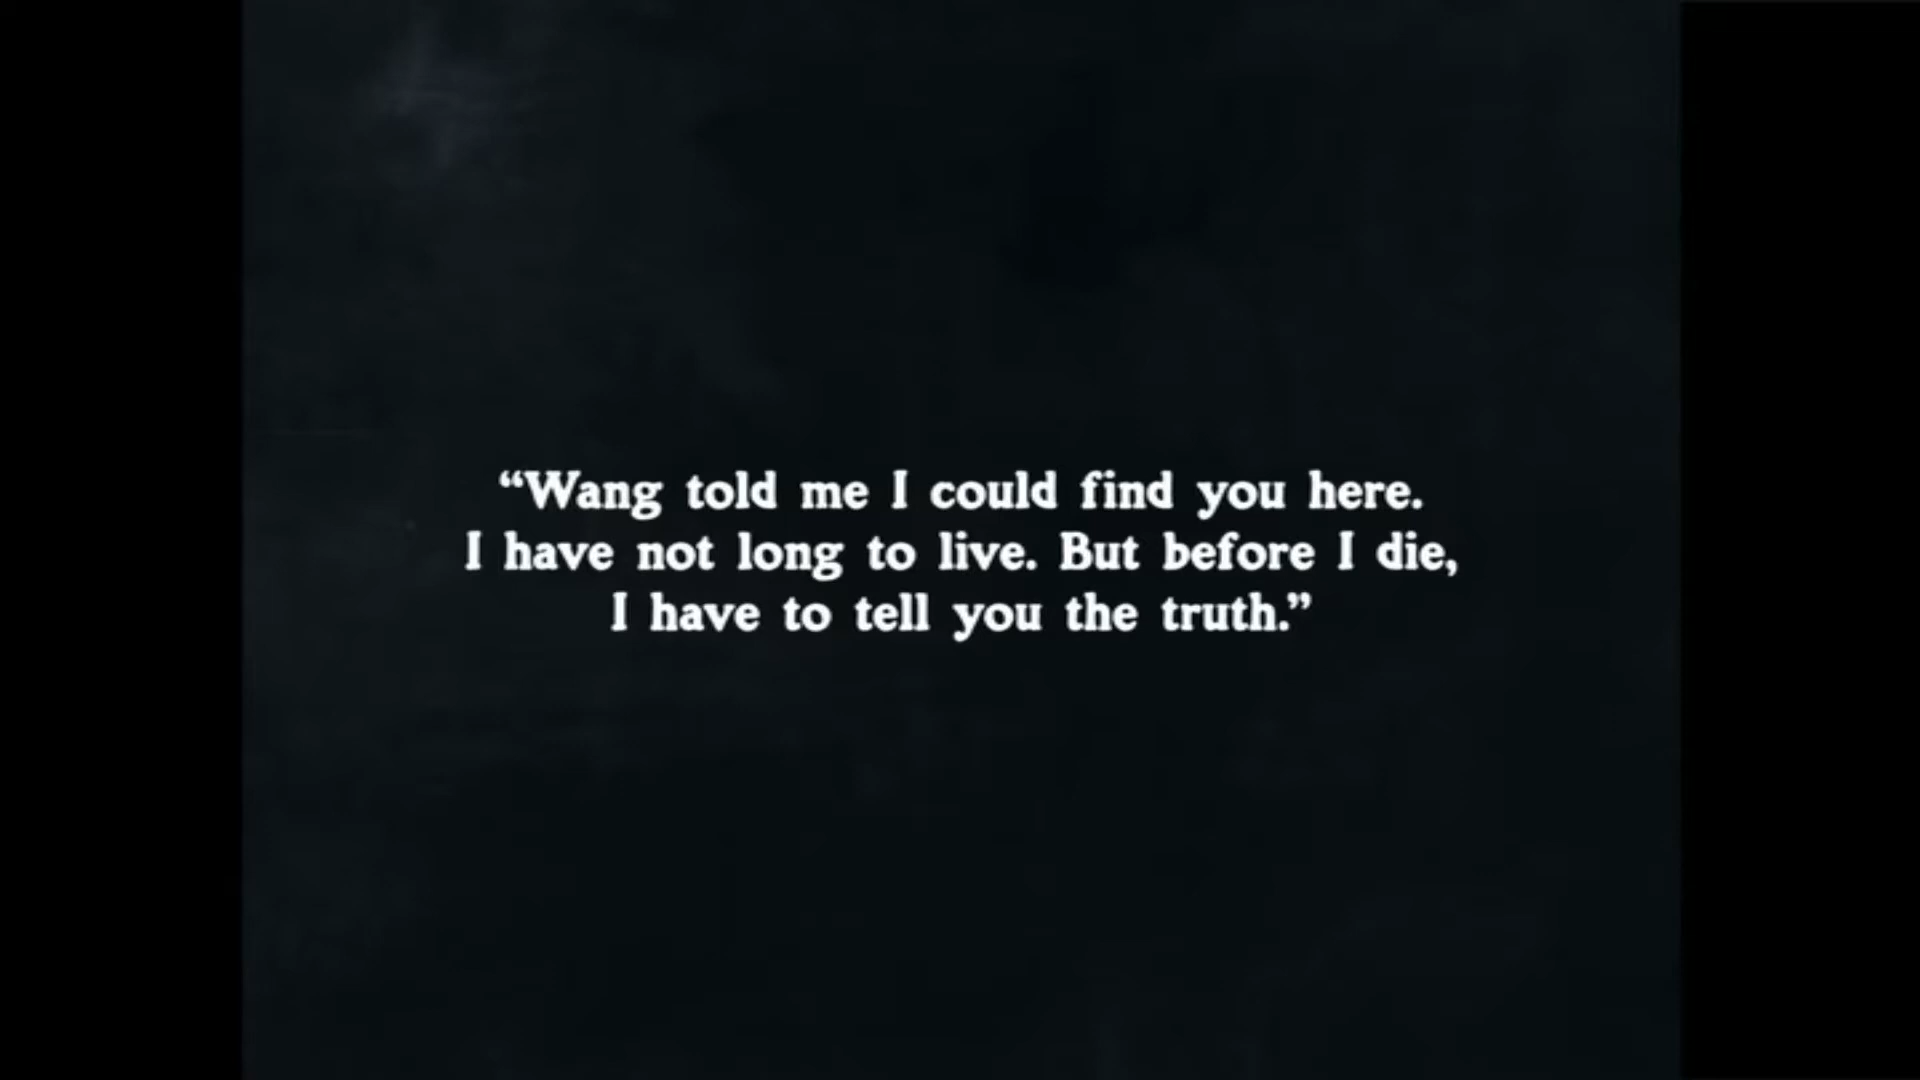 “Wang told me I could find you here.
I have not long to live. But before I die,
I have to tell you the truth.”